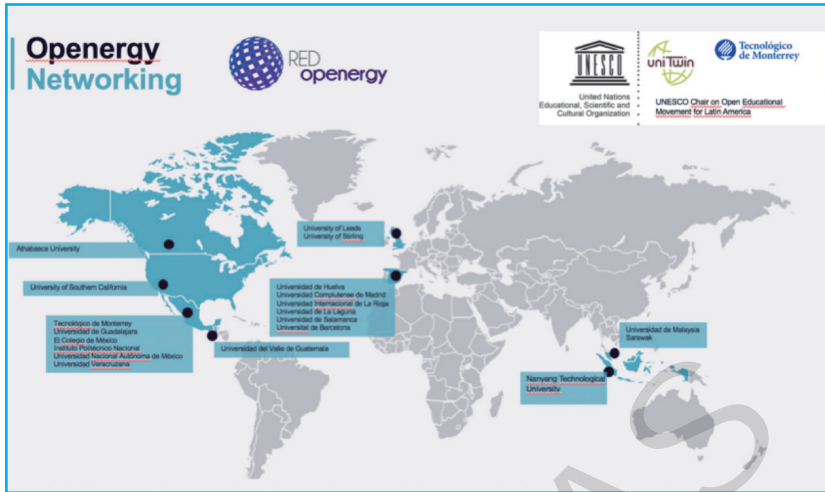 Openergy
Networking
RED
openergy
UNESCO
United Nations
Educational, Scientific and
Cultural Organization
uniTwin
Tecnológico
de Monterrey
UNESCO Chair on Open Educational
Movement for Latin America
University of Leeds
University of Stirling
Athabasca University
University of Southern California
Universidad de Huelva
Universidad Complutense de Madrid
Universidad Internacional de La Rioja
Universidad de La Laguna
Universidad de Salamanca
Universitat de Barcelona
Tecnológico de Monterrey
Universidad de Guadalajara
El Colegio de México
Instituto Politécnico Nacional
Universidad Nacional Autónoma de México
Universidad Veracruzana
Universidad del Valle de Guatemala
Universidad de Malaysia
Sarawak
Nanyang Technological
University